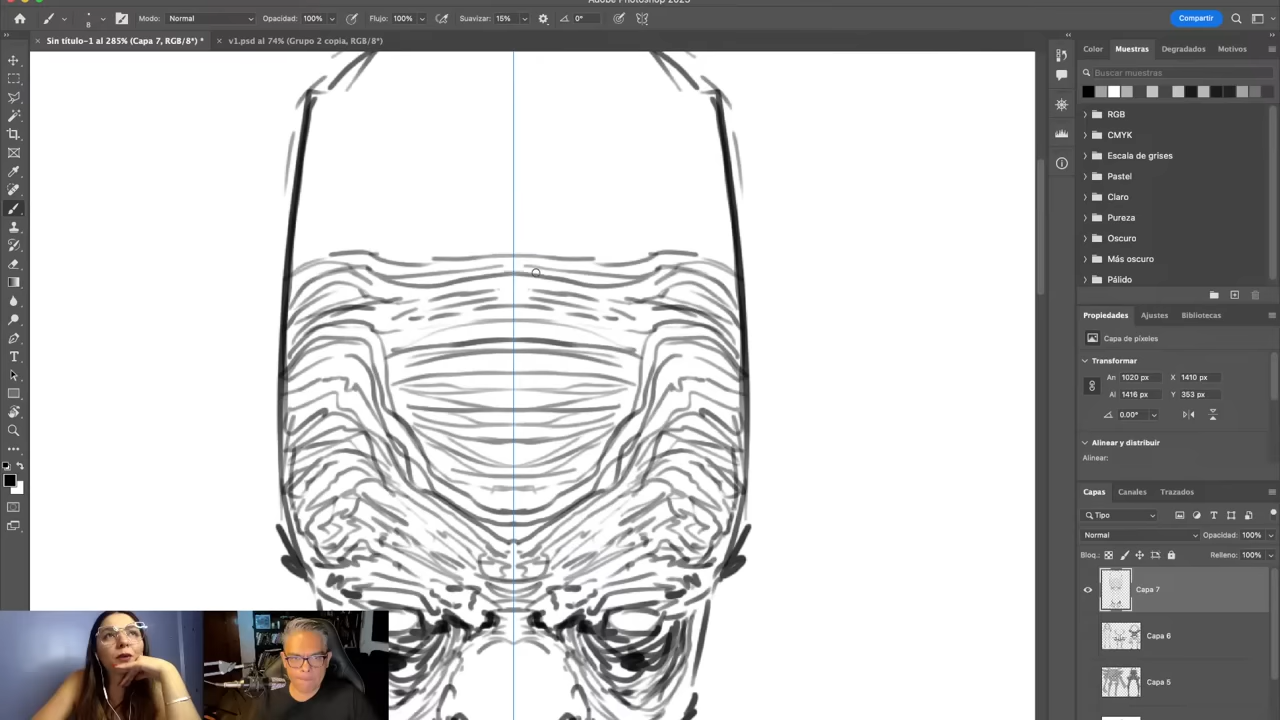 Adobe Photoshop 2023
8
Modo: Normal Opacidad: 100% Flujo: 100% Suavizar: 15% 0° Compartir
Sin título-1 al 285% (Capa 7, RGB/8*) * v1.psd al 74% (Grupo 2 copia, RGB/8*)
Color Muestras Degradados Motivos
Buscar muestras
RGB
CMYK
Escala de grises
Pastel
Claro
Pureza
Oscuro
Más oscuro
Pálido
Propiedades Ajustes Bibliotecas
Capa de píxeles
Transformar
An 1020 px X 1410 px
Al 1416 px Y 353 px
0.00°
Alinear y distribuir
Alinear:
Capas Canales Trazados
Tipo
Normal Opacidad: 100%
Bloq.: Relleno: 100%
Capa 7
Capa 6
Capa 5